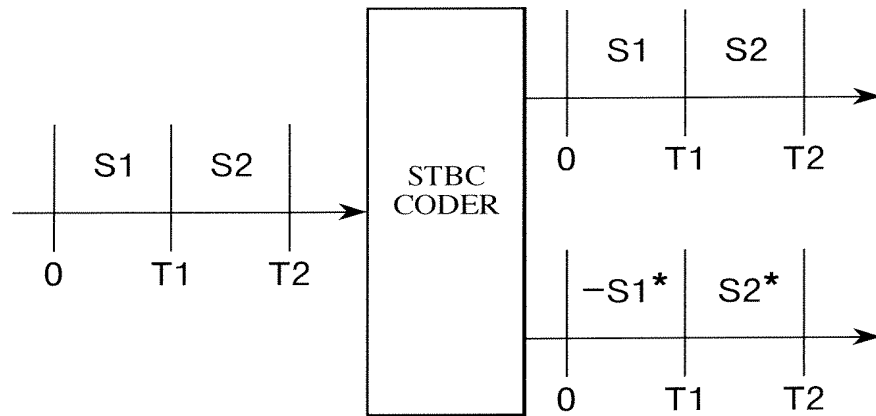 S1 S2
0 T1 T2
STBC
CODER
S1 S2
0 T1 T2
−S1* S2*
0 T1 T2